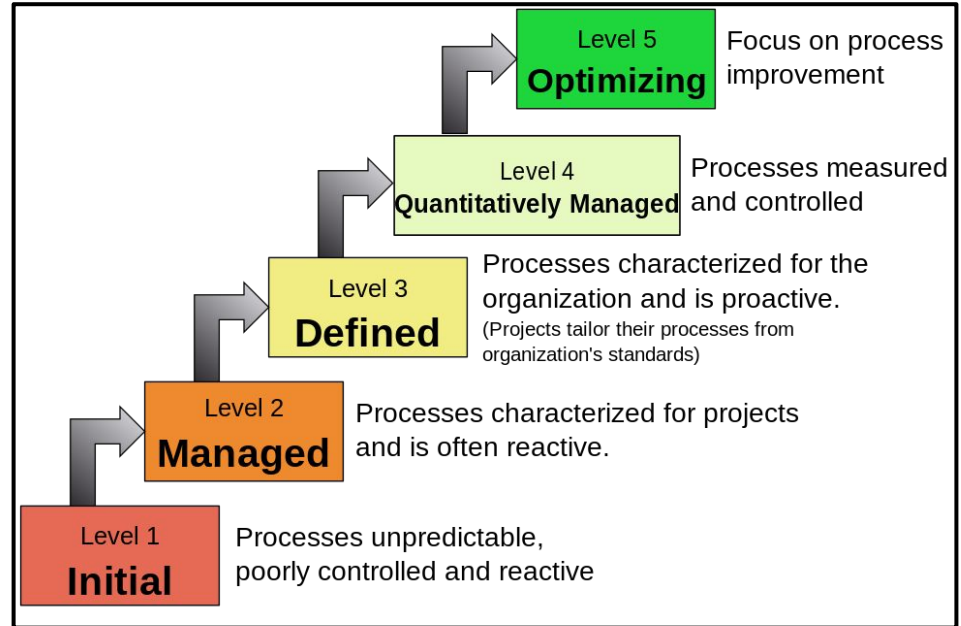 Level 5
Optimizing
Focus on process
improvement
Level 4
Quantitatively Managed
Processes measured
and controlled
Level 3
Defined
Processes characterized for the
organization and is proactive.
(Projects tailor their processes from
organization's standards)
Level 2
Managed
Processes characterized for projects
and is often reactive.
Level 1
Initial
Processes unpredictable,
poorly controlled and reactive